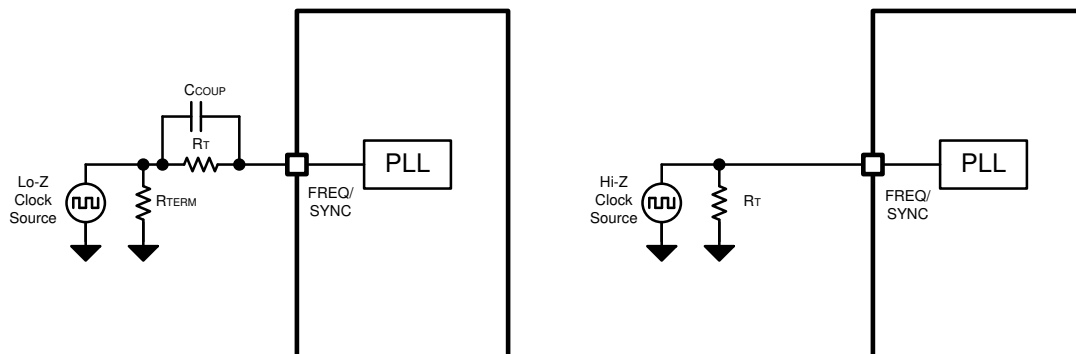 CCOUP
RT
PLL
Lo-Z
Clock
Source
RTERM
FREQ/
SYNC
PLL
Hi-Z
Clock
Source
RT
FREQ/
SYNC